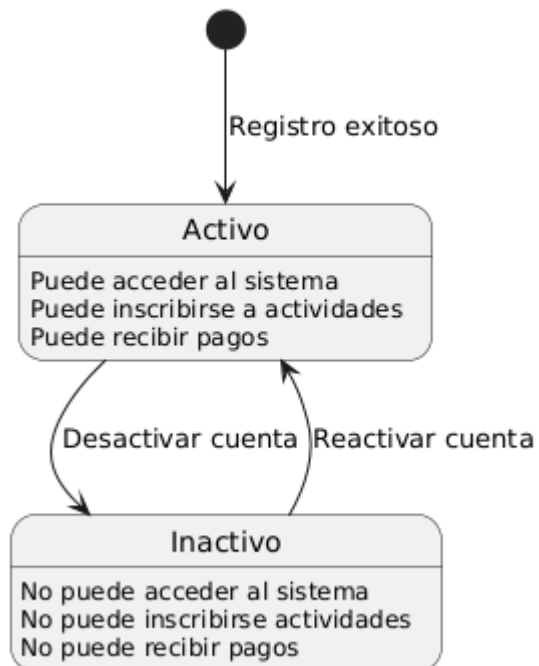 Registro exitoso
Activo
Puede acceder al sistema
Puede inscribirse a actividades
Puede recibir pagos
Desactivar cuenta
Reactivar cuenta
Inactivo
No puede acceder al sistema
No puede inscribirse actividades
No puede recibir pagos